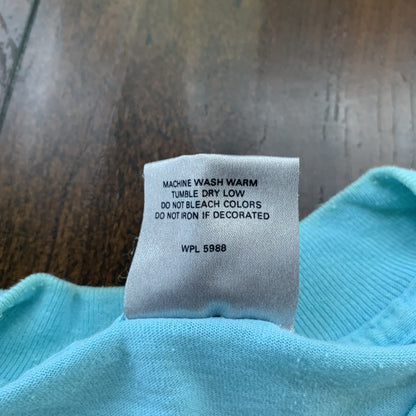 MACHINE WASH WARM
TUMBLE DRY LOW
DO NOT BLEACH COLORS
DO NOT IRON IF DECORATED
WPL 5988